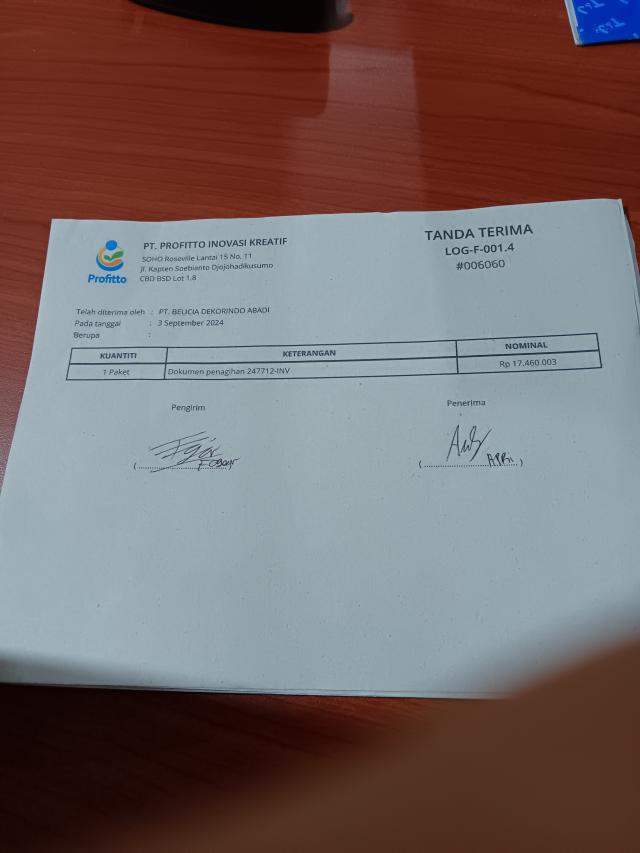 Profitto
PT. PROFITTO INOVASI KREATIF
SOHO Roseville Lantai 15 No. 11
Jl. Kapten Soebianto Djojohadikusumo
CBD BSD Lot 1.8
TANDA TERIMA
LOG-F-001.4
#006060
Telah diterima oleh : PT. BELICIA DEKORINDO ABADI
Pada tanggal : 3 September 2024
Berupa :
KUANTITI KETERANGAN NOMINAL
1 Paket Dokumen penagihan 247712-INV Rp 17.460.003
Pengirim Penerima